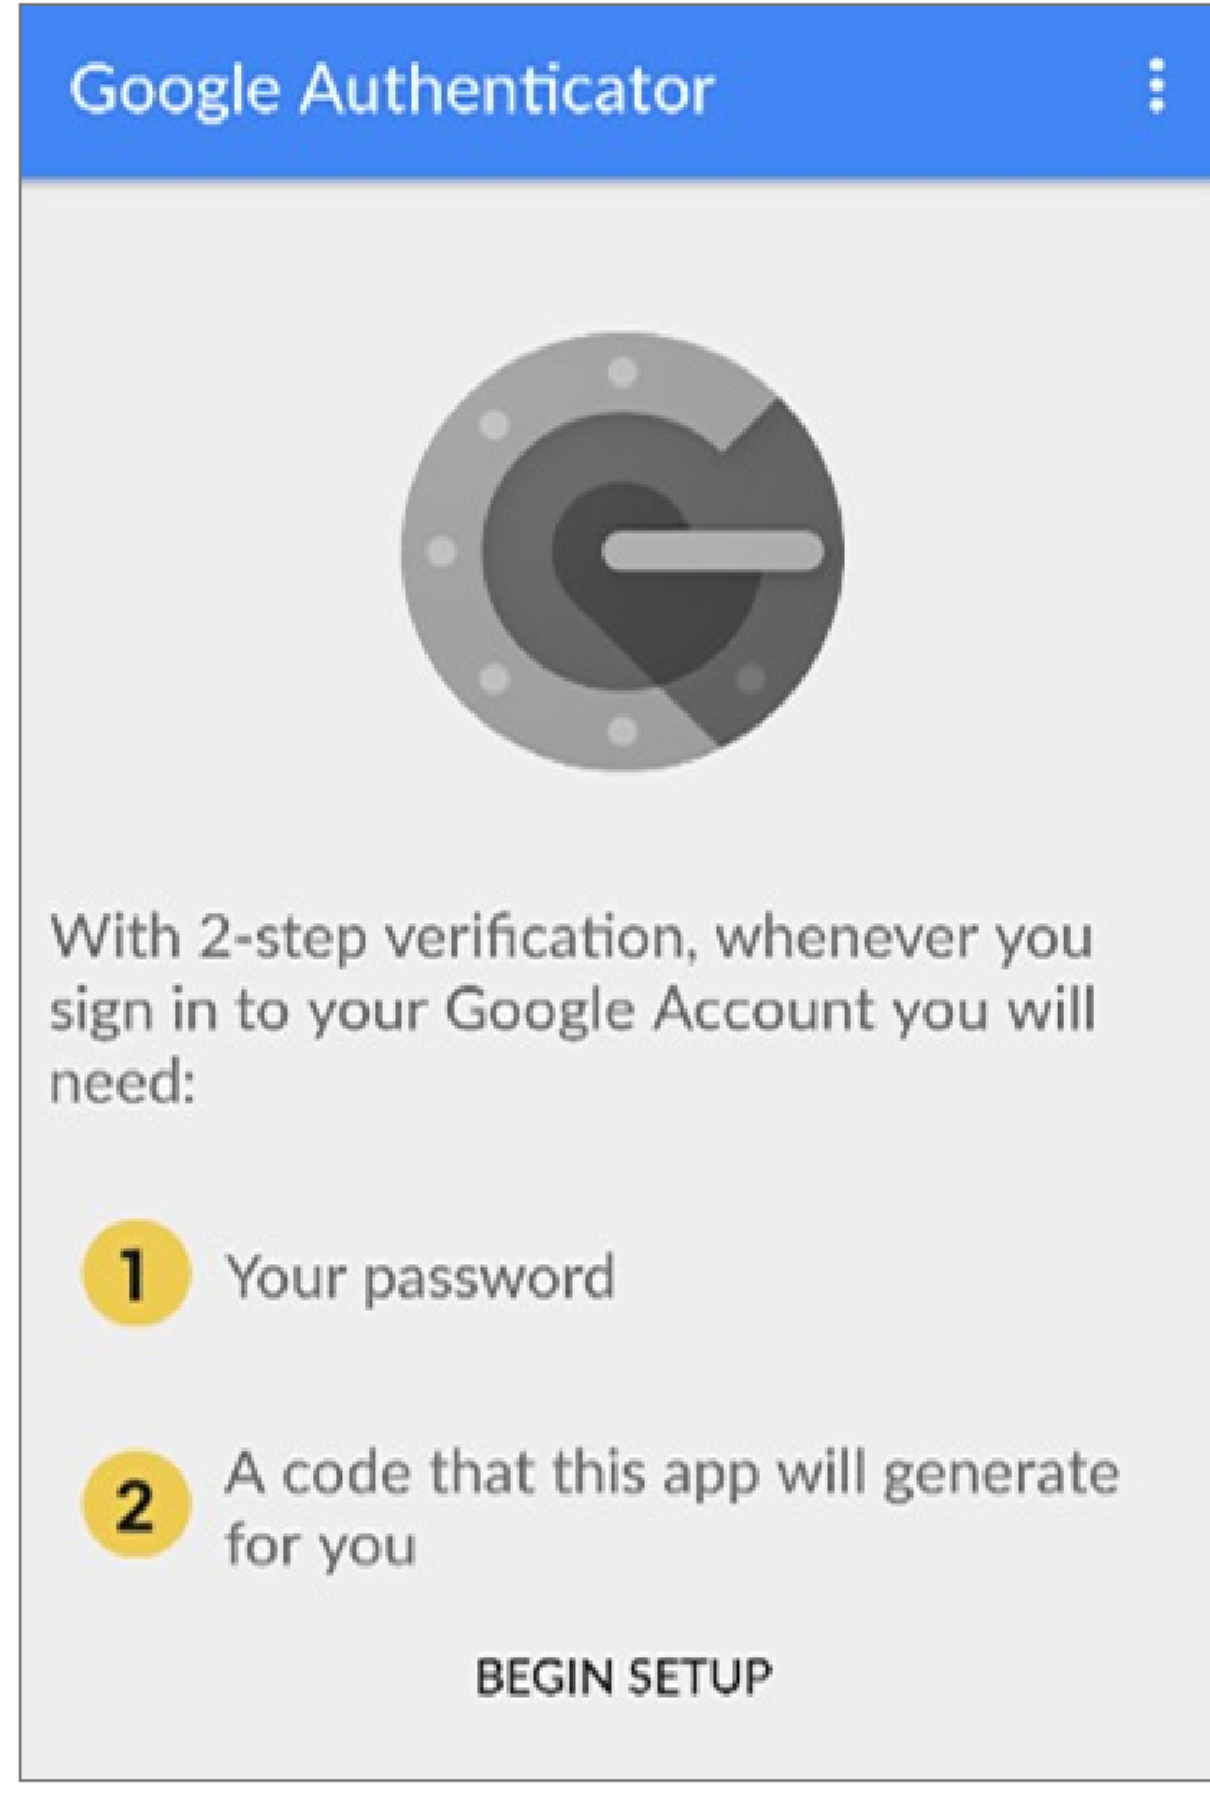 Google Authenticator
With 2-step verification, whenever you
sign in to your Google Account you will
need:
1 Your password
2 A code that this app will generate
for you
BEGIN SETUP